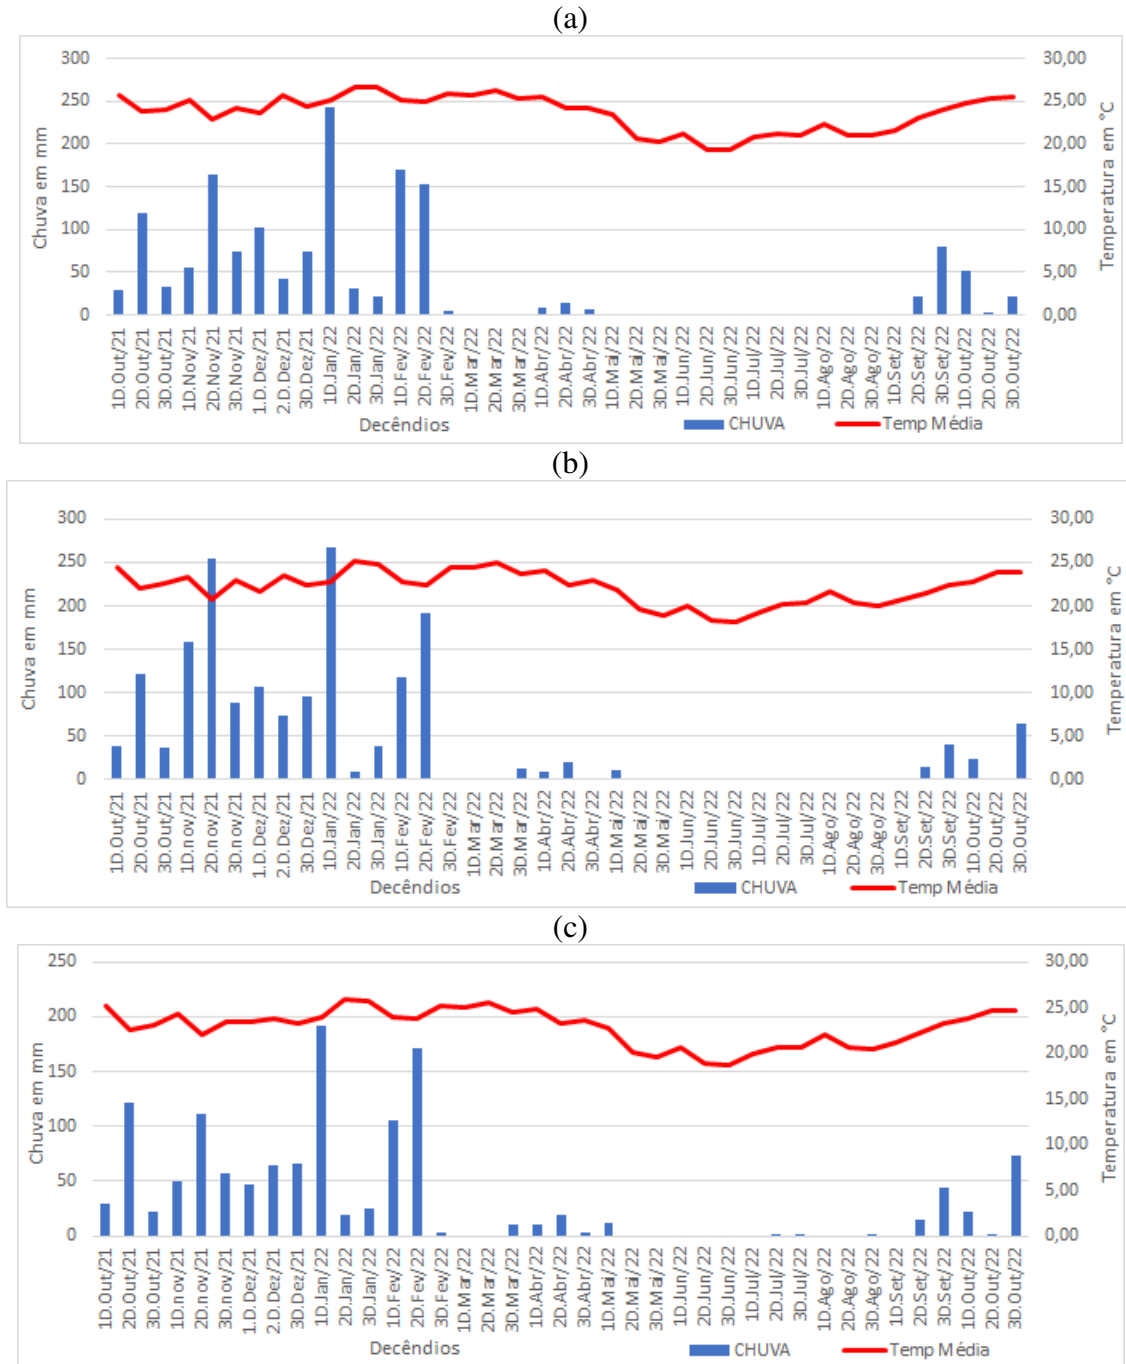 (a)
300
250
200
150
100
50
0
Chuva em mm
30,00
25,00
20,00
15,00
10,00
5,00
0,00
Temperatura em °C
1D.Out/21
2D.Out/21
3D.Out/21
1D.Nov/21
2D.Nov/21
3D.Nov/21
1.D.Dez/21
2.D.Dez/21
3D.Dez/21
1D.Jan/22
2D.Jan/22
3D.Jan/22
1D.Fev/22
2D.Fev/22
3D.Fev/22
1D.Mar/22
2D.Mar/22
3D.Mar/22
1D.Abr/22
2D.Abr/22
3D.Abr/22
1D.Mai/22
2D.Mai/22
3D.Mai/22
1D.Jun/22
2D.Jun/22
3D.Jun/22
1D.Jul/22
2D.Jul/22
3D.Jul/22
1D.Ago/22
2D.Ago/22
3D.Ago/22
1D.Set/22
2D.Set/22
3D.Set/22
1D.Out/22
2D.Out/22
3D.Out/22
Decêndios
CHUVA
Temp Média
(b)
300
250
200
150
100
50
0
Chuva em mm
30,00
25,00
20,00
15,00
10,00
5,00
0,00
Temperatura em °C
1D.Out/21
2D.Out/21
3D.Out/21
1D.nov/21
2D.nov/21
3D.nov/21
1.D.Dez/21
2.D.Dez/21
3D.Dez/21
1D.Jan/22
2D.Jan/22
3D.Jan/22
1D.Fev/22
2D.Fev/22
3D.Fev/22
1D.Mar/22
2D.Mar/22
3D.Mar/22
1D.Abr/22
2D.Abr/22
3D.Abr/22
1D.Mai/22
2D.Mai/22
3D.Mai/22
1D.Jun/22
2D.Jun/22
3D.Jun/22
1D.Jul/22
2D.Jul/22
3D.Jul/22
1D.Ago/22
2D.Ago/22
3D.Ago/22
1D.Set/22
2D.Set/22
3D.Set/22
1D.Out/22
2D.Out/22
3D.Out/22
Decêndios
CHUVA
Temp Média
(c)
250
200
150
100
50
0
Chuva em mm
30,00
25,00
20,00
15,00
10,00
5,00
0,00
Temperatura em °C
1D.Out/21
2D.Out/21
3D.Out/21
1D.nov/21
2D.nov/21
3D.nov/21
1.D.Dez/21
2.D.Dez/21
3D.Dez/21
1D.Jan/22
2D.Jan/22
3D.Jan/22
1D.Fev/22
2D.Fev/22
3D.Fev/22
1D.Mar/22
2D.Mar/22
3D.Mar/22
1D.Abr/22
2D.Abr/22
3D.Abr/22
1D.Mai/22
2D.Mai/22
3D.Mai/22
1D.Jun/22
2D.Jun/22
3D.Jun/22
1D.Jul/22
2D.Jul/22
3D.Jul/22
1D.Ago/22
2D.Ago/22
3D.Ago/22
1D.Set/22
2D.Set/22
3D.Set/22
1D.Out/22
2D.Out/22
3D.Out/22
Decêndios
CHUVA
Temp Média